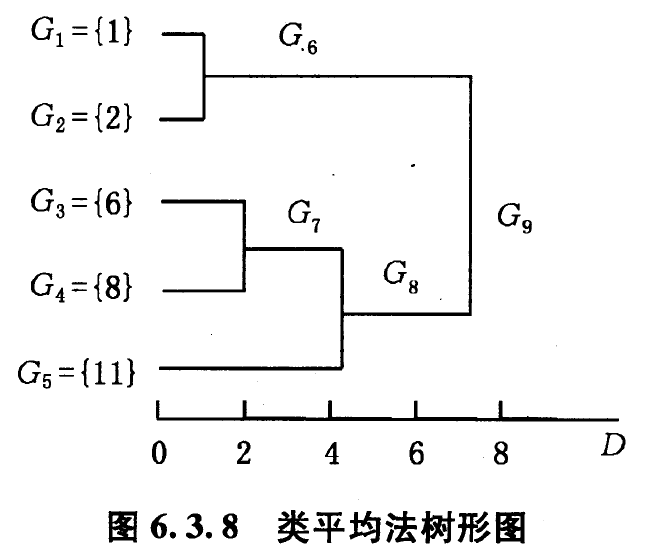 G₁={1}
G.₆
G₂={2}
G₃={6}
G₇
G₉
G₄={8}
G₈
G₅={11}
0 2 4 6 8 D
图 6.3.8 类平均法树形图